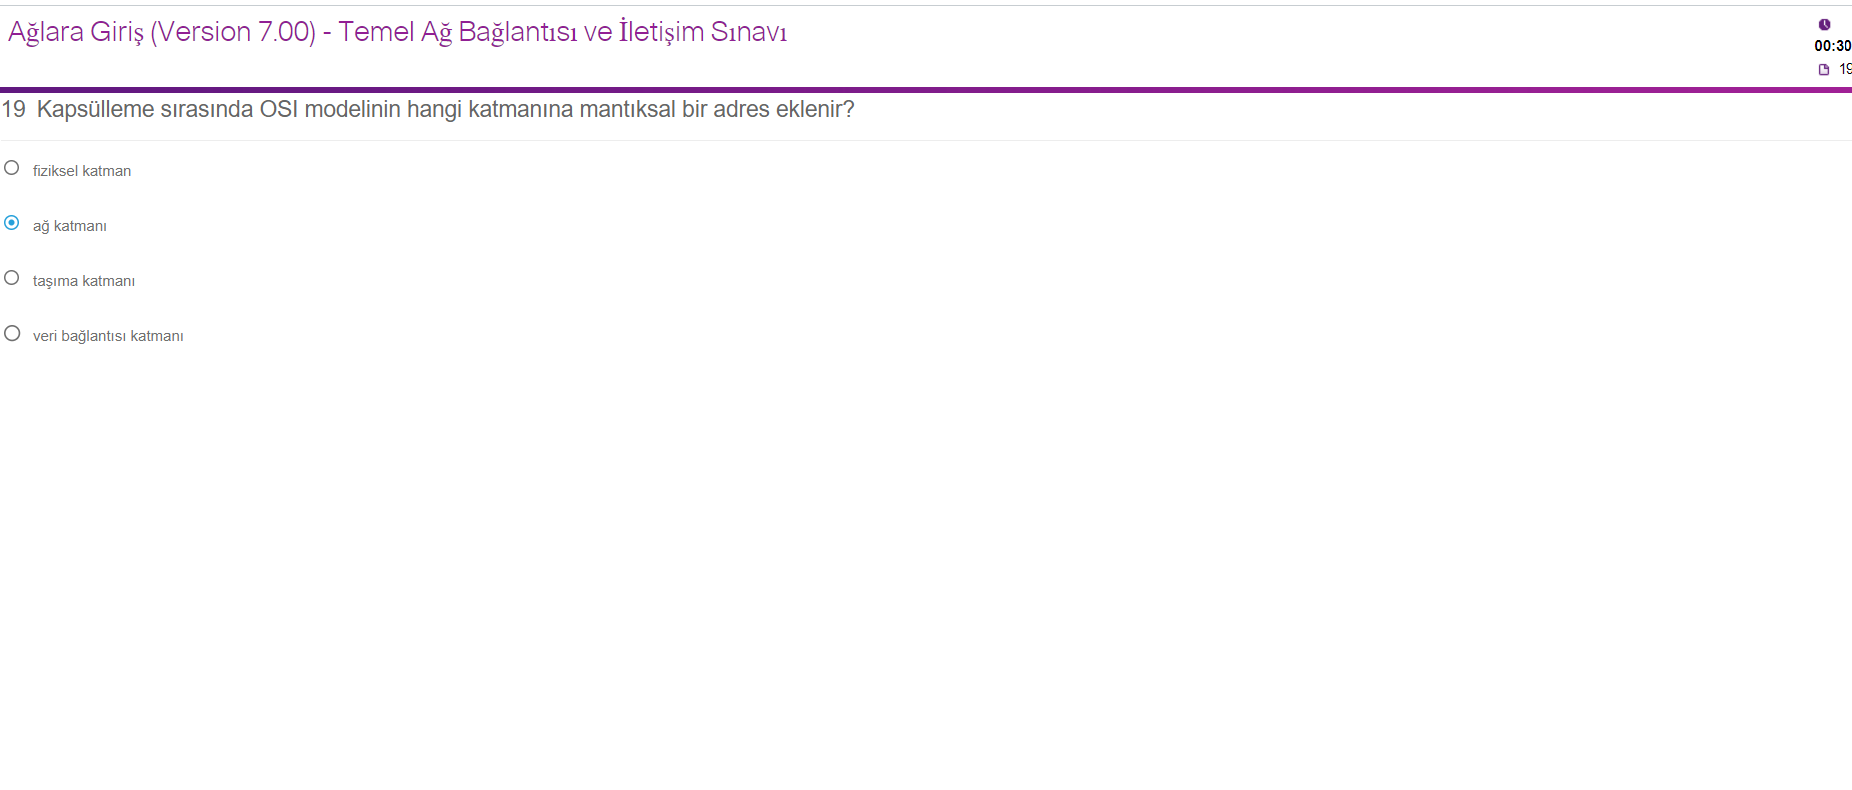 Ağlara Giriş (Version 7.00) - Temel Ağ Bağlantısı ve İletişim Sınavı
00:30
19
19 Kapsülleme sırasında OSI modelinin hangi katmanına mantıksal bir adres eklenir?
fiziksel katman
ağ katmanı
taşıma katmanı
veri bağlantısı katmanı